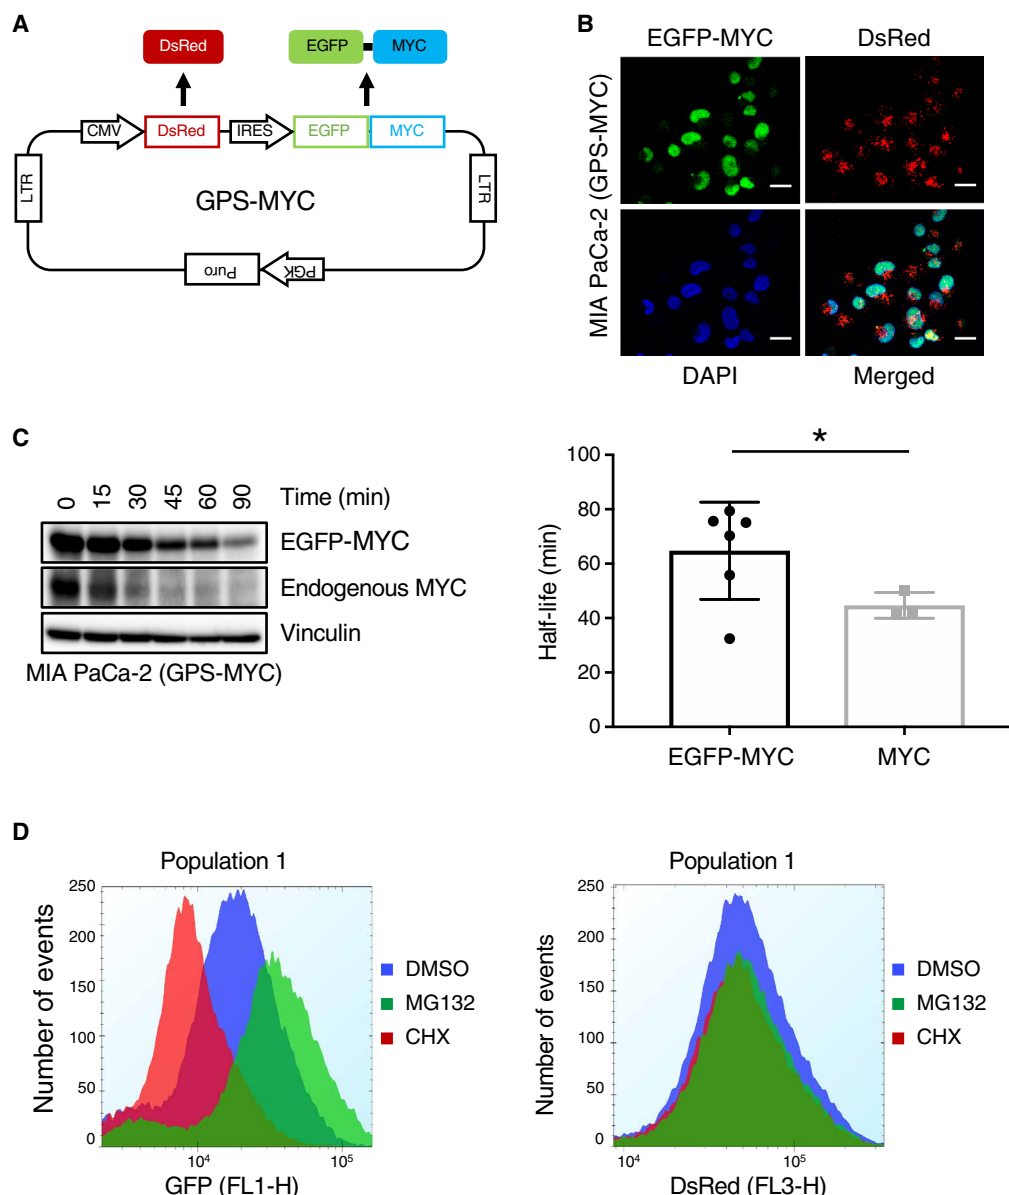 A
DsRed
EGFP
MYC
CMV
DsRed
IRES
EGFP
MYC
LTR
GPS-MYC
LTR
Puro
PGK
B
EGFP-MYC
DsRed
MIA PaCa-2 (GPS-MYC)
DAPI
Merged
C
0 15 30 45 60 90 Time (min)
EGFP-MYC
Endogenous MYC
Vinculin
MIA PaCa-2 (GPS-MYC)
*
Half-life (min)
100
80
60
40
20
0
EGFP-MYC
MYC
D
Population 1
Number of events
250
200
150
100
50
0
10⁴
10⁵
GFP (FL1-H)
DMSO
MG132
CHX
Population 1
Number of events
250
200
150
100
50
0
10⁴
10⁵
DsRed (FL3-H)
DMSO
MG132
CHX